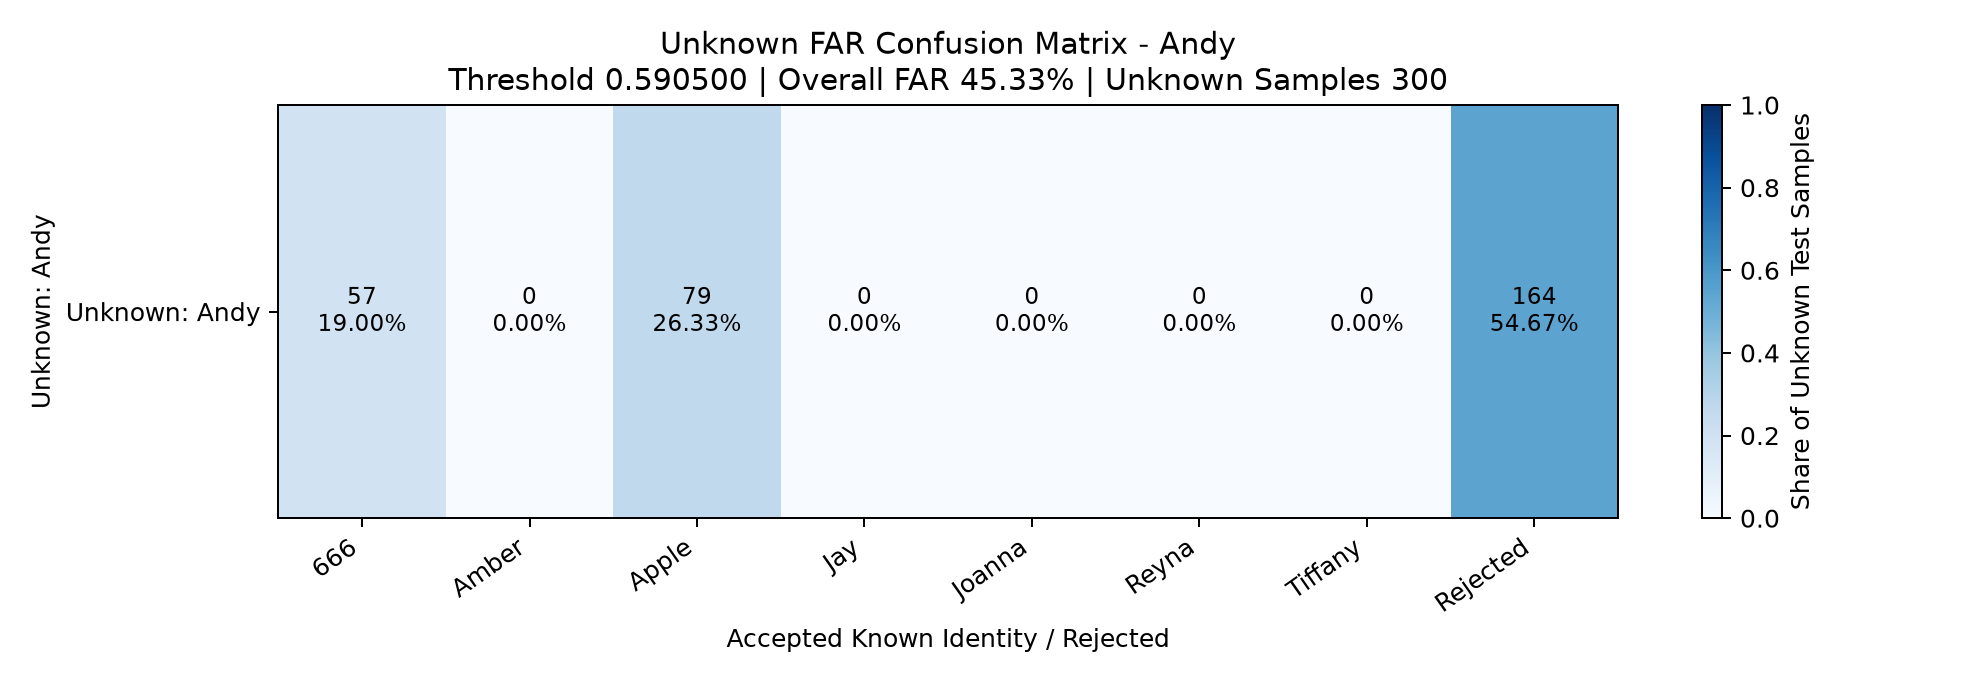 Unknown FAR Confusion Matrix - Andy
Threshold 0.590500 | Overall FAR 45.33% | Unknown Samples 300
Unknown: Andy
Unknown: Andy
57
19.00%
0
0.00%
79
26.33%
0
0.00%
0
0.00%
0
0.00%
0
0.00%
164
54.67%
666
Amber
Apple
Jay
Joanna
Reyna
Tiffany
Rejected
Accepted Known Identity / Rejected
1.0
0.8
0.6
0.4
0.2
0.0
Share of Unknown Test Samples